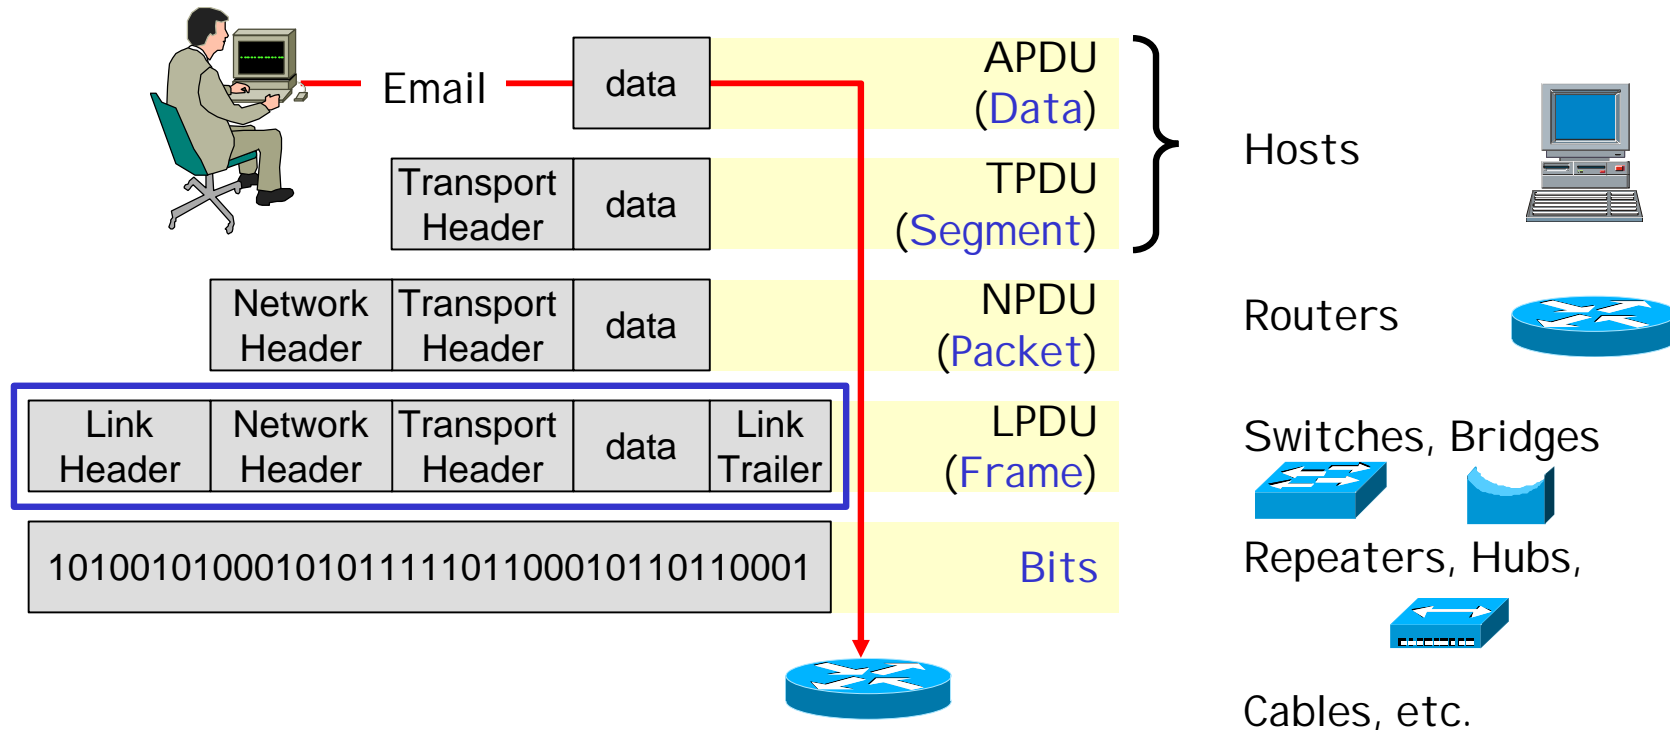 Email
data
APDU
(Data)
Hosts
Transport
Header
data
TPDU
(Segment)
Network
Header
Transport
Header
data
NPDU
(Packet)
Routers
Link
Header
Network
Header
Transport
Header
data
Link
Trailer
LPDU
(Frame)
Switches, Bridges
1010010100010101111101100010110110001
Bits
Repeaters, Hubs,
Cables, etc.